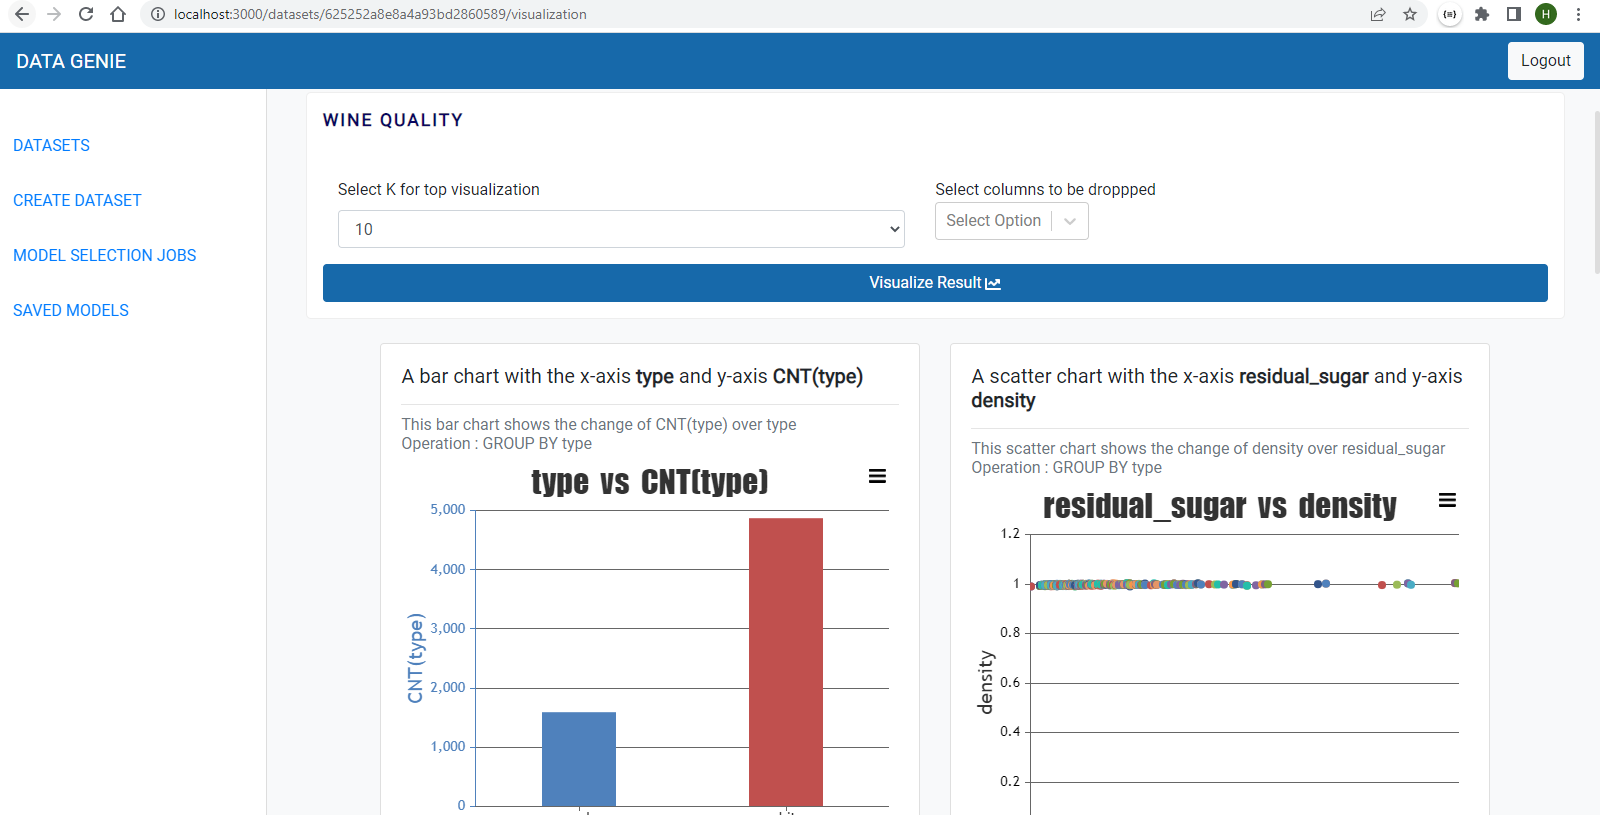 localhost:3000/datasets/625252a8e8a4a93bd2860589/visualization
H
DATA GENIE
Logout
DATASETS
CREATE DATASET
MODEL SELECTION JOBS
SAVED MODELS
WINE QUALITY
Select K for top visualization
10
Select columns to be droppped
Select Option
Visualize Result
A bar chart with the x-axis type and y-axis CNT(type)
This bar chart shows the change of CNT(type) over type
Operation : GROUP BY type
type vs CNT(type)
5,000
4,000
3,000
2,000
1,000
0
CNT(type)
A scatter chart with the x-axis residual_sugar and y-axis
density
This scatter chart shows the change of density over residual_sugar
Operation : GROUP BY type
residual_sugar vs density
1.2
1
0.8
0.6
0.4
0.2
density